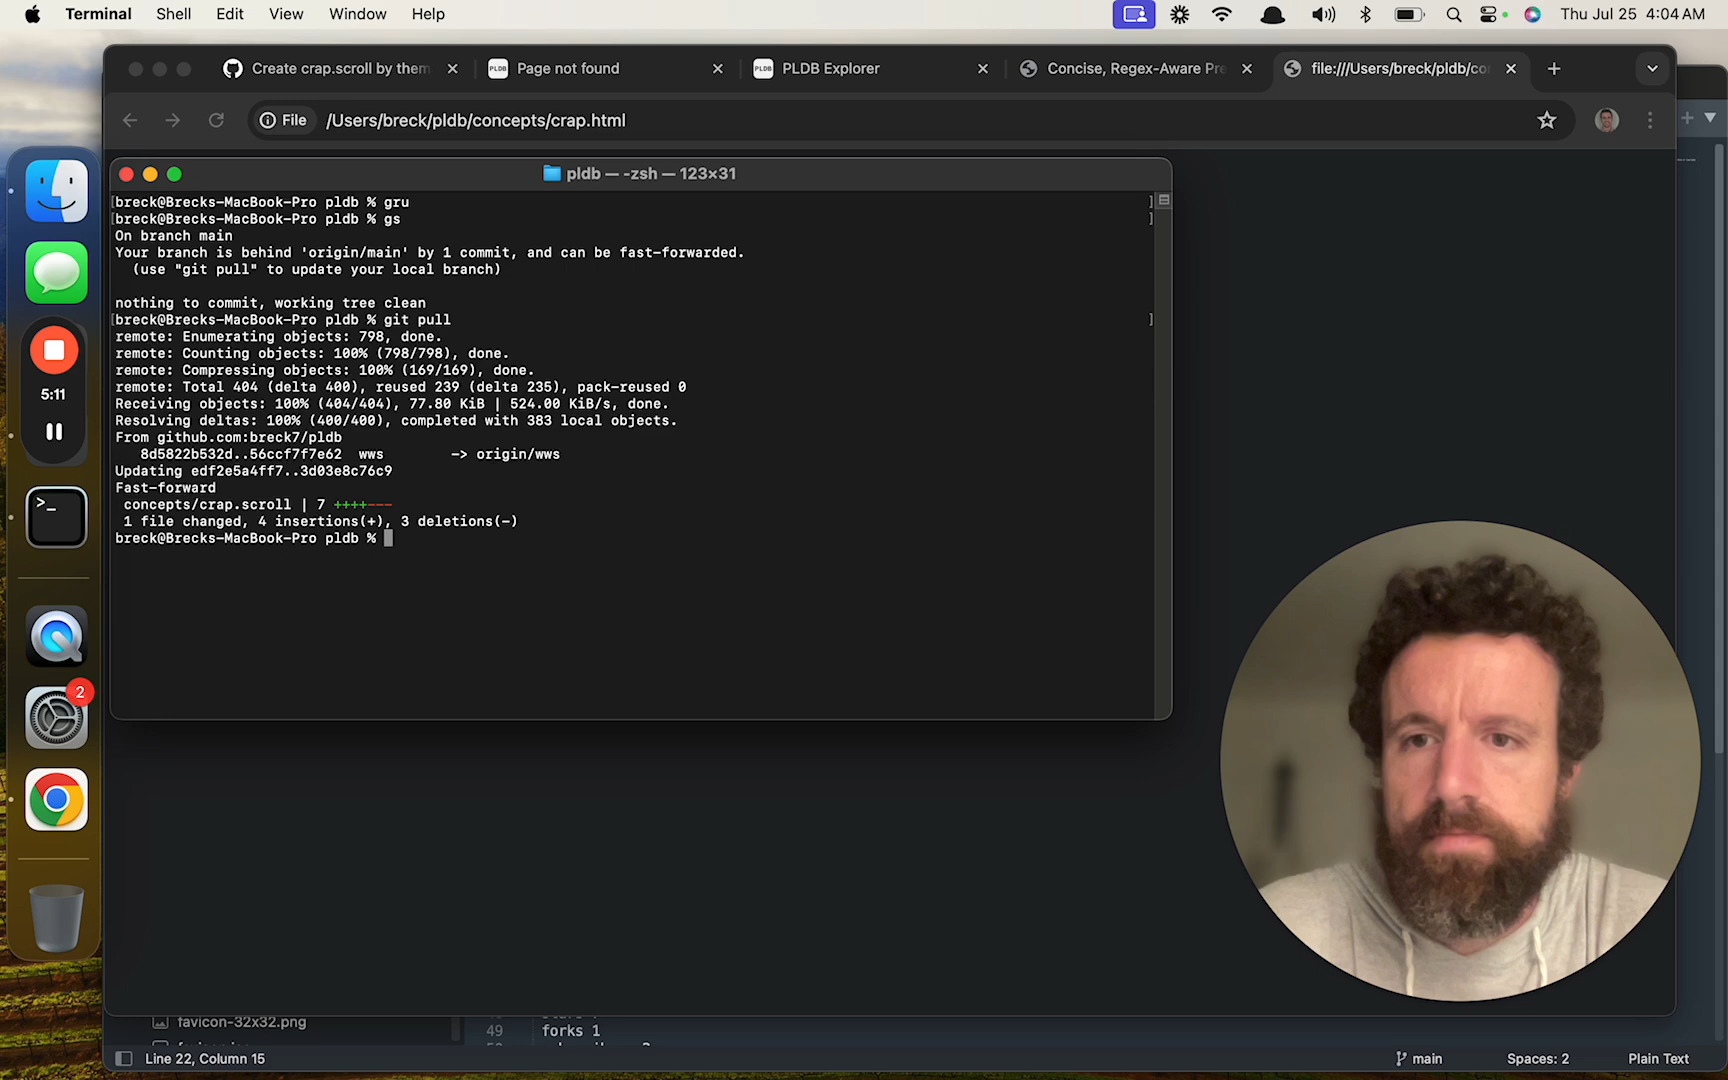 Terminal Shell Edit View Window Help Thu Jul 25 4:04 AM
Create crap.scroll by them Page not found PLDB Explorer Concise, Regex-Aware Pre file:///Users/breck/pldb/co
PLDB PLDB
File /Users/breck/pldb/concepts/crap.html
pldb — -zsh — 123×31
[breck@Brecks-MacBook-Pro pldb % gru ]
[breck@Brecks-MacBook-Pro pldb % gs ]
On branch main
Your branch is behind 'origin/main' by 1 commit, and can be fast-forwarded.
(use "git pull" to update your local branch)
nothing to commit, working tree clean
[breck@Brecks-MacBook-Pro pldb % git pull ]
remote: Enumerating objects: 798, done.
remote: Counting objects: 100% (798/798), done.
remote: Compressing objects: 100% (169/169), done.
remote: Total 404 (delta 400), reused 239 (delta 235), pack-reused 0
Receiving objects: 100% (404/404), 77.80 KiB | 524.00 KiB/s, done.
Resolving deltas: 100% (400/400), completed with 383 local objects.
From github.com:breck7/pldb
8d5822b532d..56ccf7f7e62 wws -> origin/wws
Updating edf2e5a4ff7..3d03e8c76c9
Fast-forward
concepts/crap.scroll | 7 ++++---
1 file changed, 4 insertions(+), 3 deletions(-)
breck@Brecks-MacBook-Pro pldb %
5:11
>_
2
favicon-32x32.png
49 forks 1
Line 22, Column 15 main Spaces: 2 Plain Text